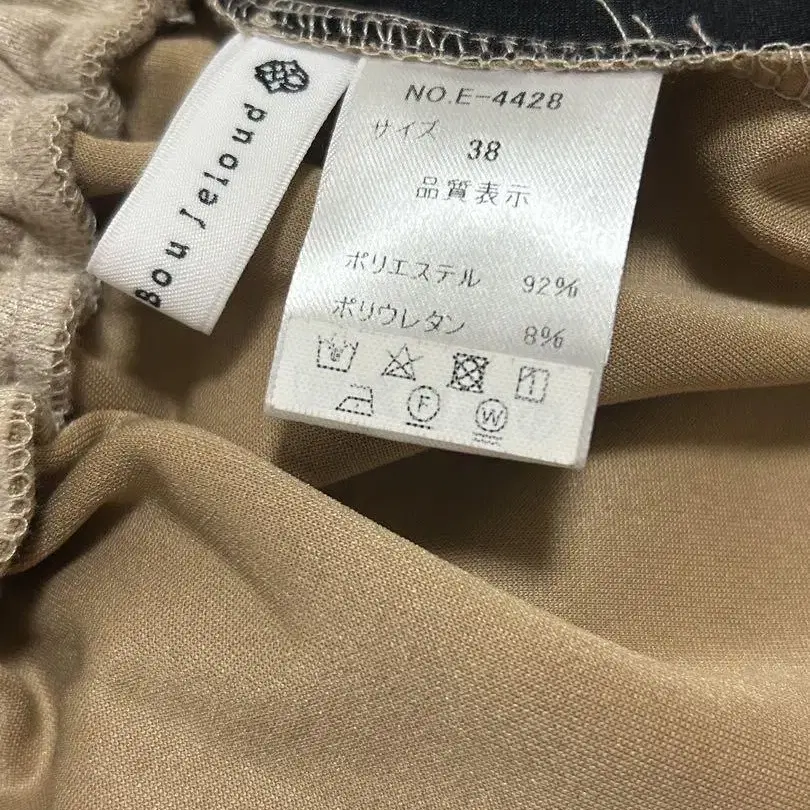 Bou Jeloud
NO.E-4428
サイズ 38
品質表示
ポリエステル 92%
ポリウレタン 8%
F W